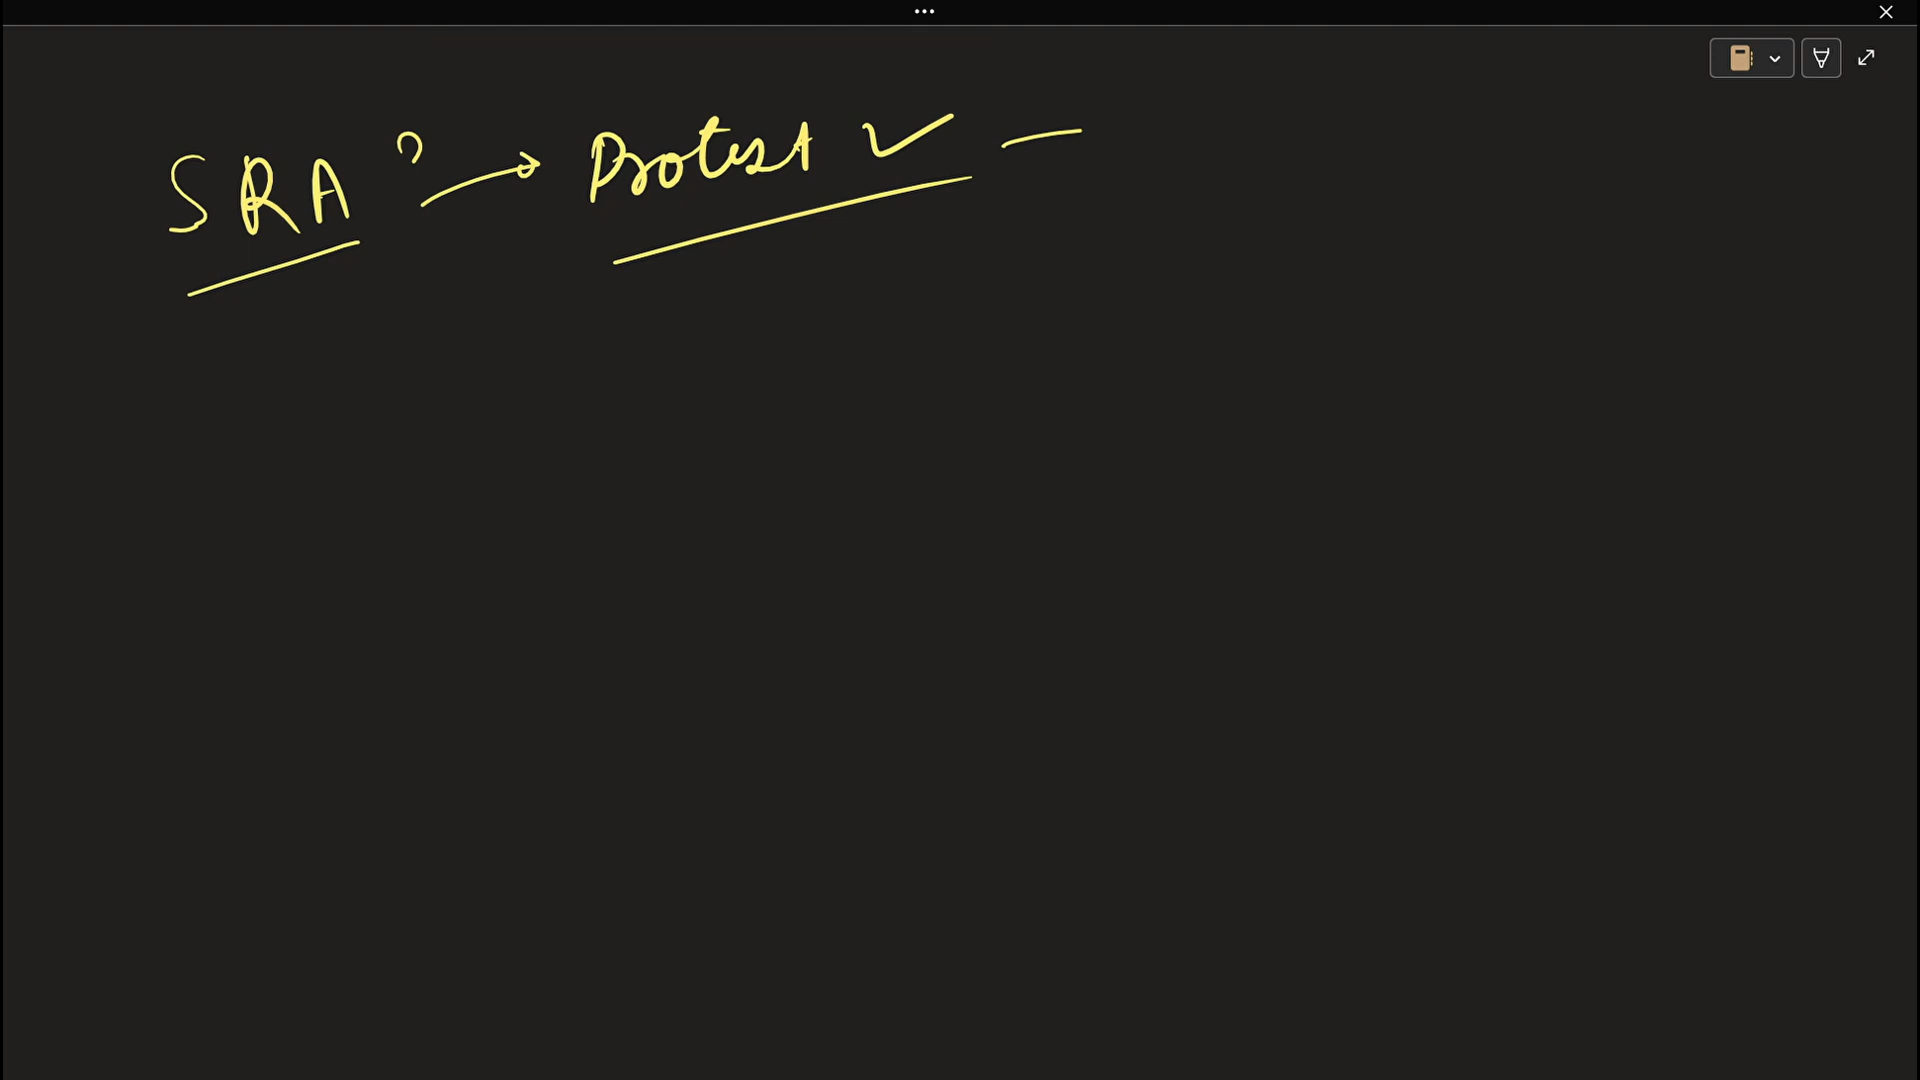 SRA ? → Protest ✓ —